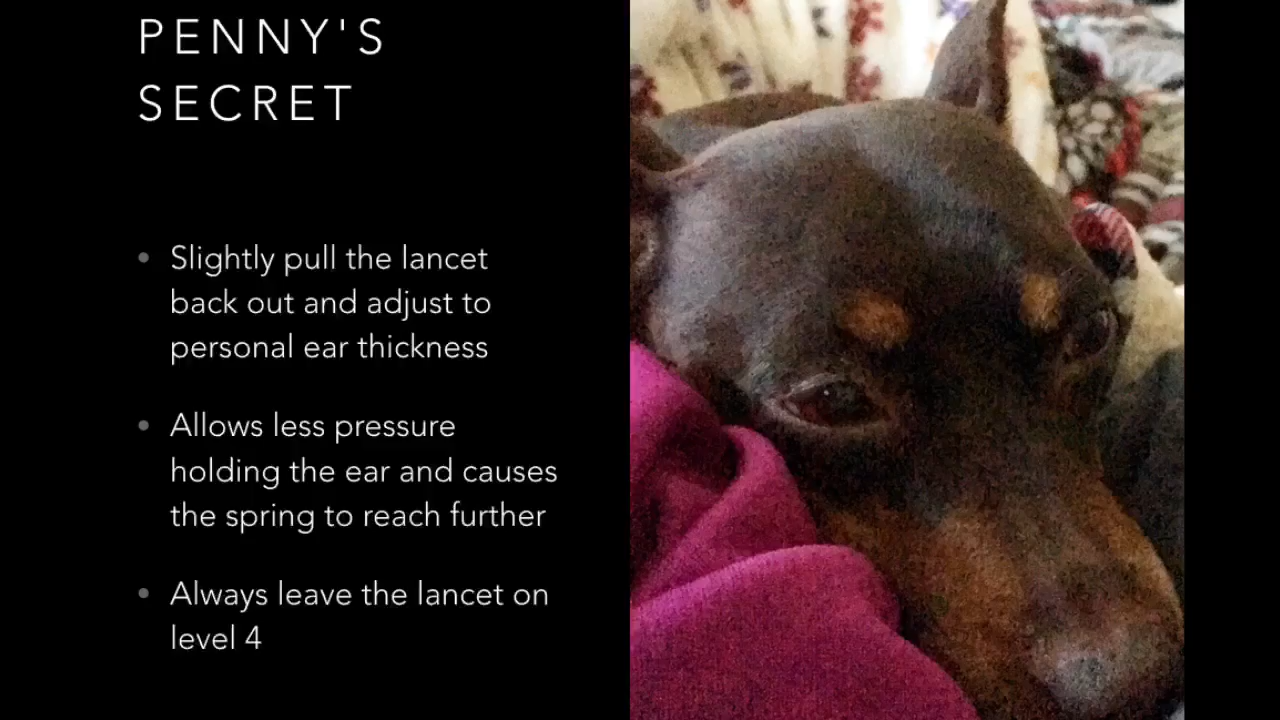 PENNY'S
SECRET
• Slightly pull the lancet
back out and adjust to
personal ear thickness
• Allows less pressure
holding the ear and causes
the spring to reach further
• Always leave the lancet on
level 4